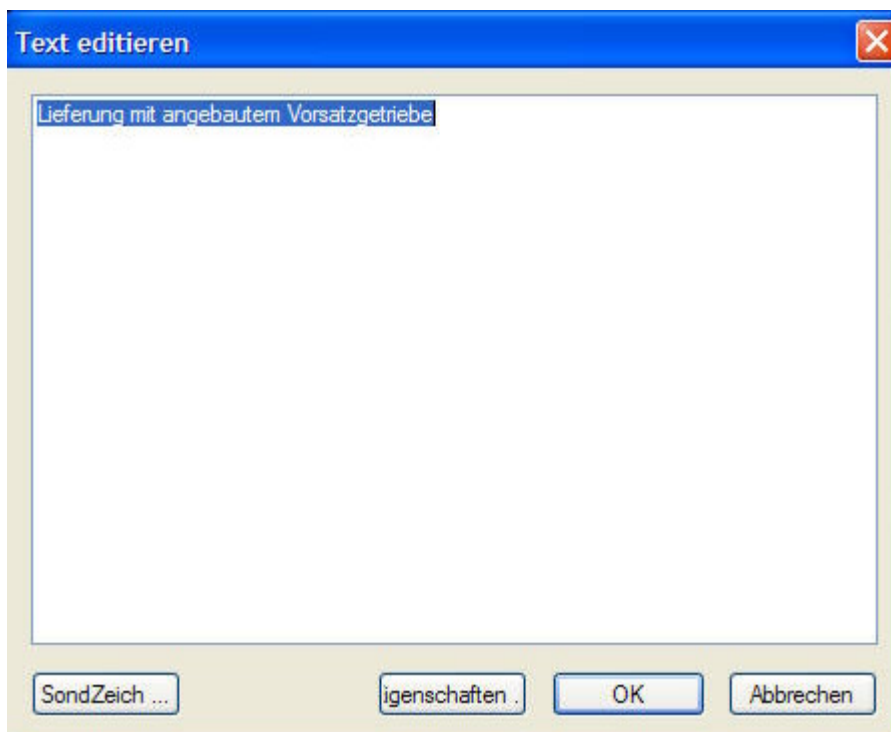 Text editieren
Lieferung mit angebautem Vorsatzgetriebe
SondZeich ...
igenschaften .
OK
Abbrechen